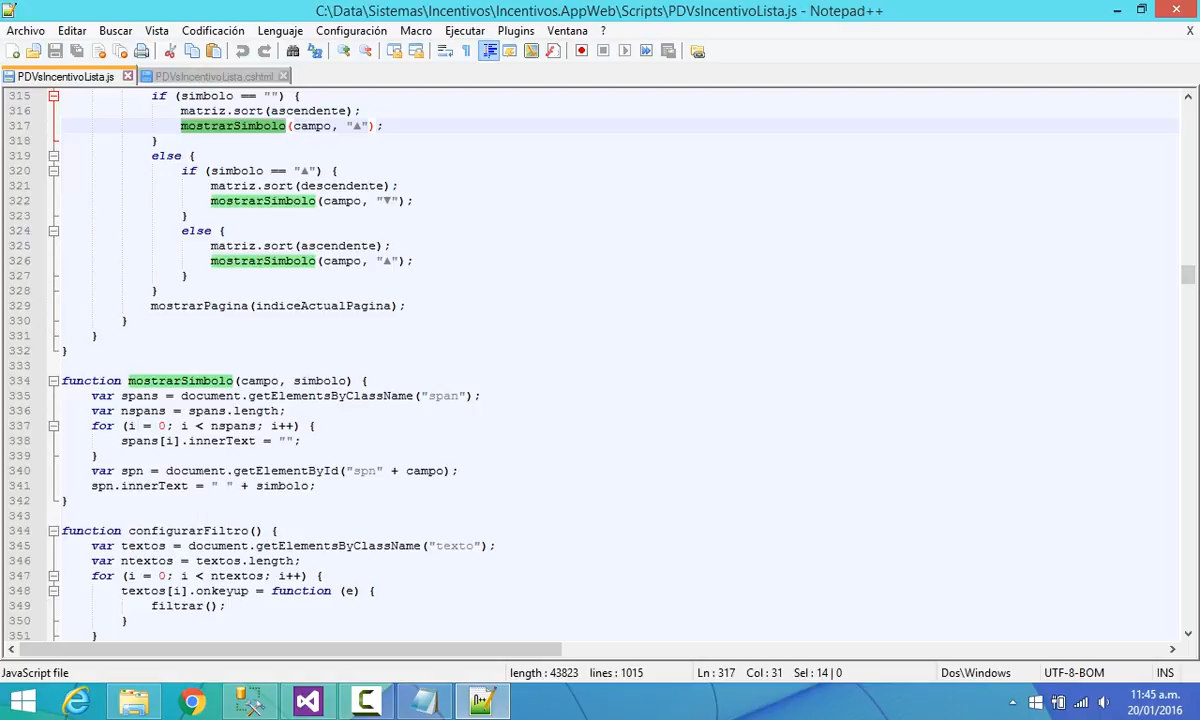 C:\Data\Sistemas\Incentivos\Incentivos.AppWeb\Scripts\PDVsIncentivoLista.js - Notepad++
Archivo Editar Buscar Vista Codificación Lenguaje Configuración Macro Ejecutar Plugins Ventana ? X
PDVsIncentivoLista.js PDVsIncentivoLista.cshtml
315 if (simbolo == "") {
316 matriz.sort(ascendente);
317 mostrarSimbolo(campo, "▲");
318 }
319 else {
320 if (simbolo == "▲") {
321 matriz.sort(descendente);
322 mostrarSimbolo(campo, "▼");
323 }
324 else {
325 matriz.sort(ascendente);
326 mostrarSimbolo(campo, "▲");
327 }
328 }
329 mostrarPagina(indiceActualPagina);
330 }
331 }
332 }
333
334 function mostrarSimbolo(campo, simbolo) {
335 var spans = document.getElementsByClassName("span");
336 var nspans = spans.length;
337 for (i = 0; i < nspans; i++) {
338 spans[i].innerText = "";
339 }
340 var spn = document.getElementById("spn" + campo);
341 spn.innerText = " " + simbolo;
342 }
343
344 function configurarFiltro() {
345 var textos = document.getElementsByClassName("texto");
346 var ntextos = textos.length;
347 for (i = 0; i < ntextos; i++) {
348 textos[i].onkeyup = function (e) {
349 filtrar();
350 }
351 }
JavaScript file length : 43823 lines : 1015 Ln : 317 Col : 31 Sel : 14 | 0 Dos\Windows UTF-8-BOM INS
11:45 a.m.
20/01/2016